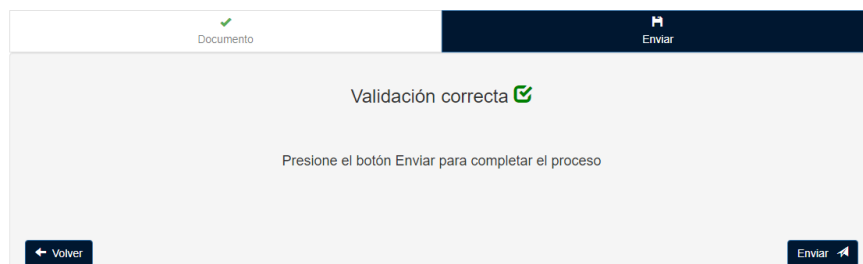 Documento
Enviar
Validación correcta
Presione el botón Enviar para completar el proceso
Volver
Enviar